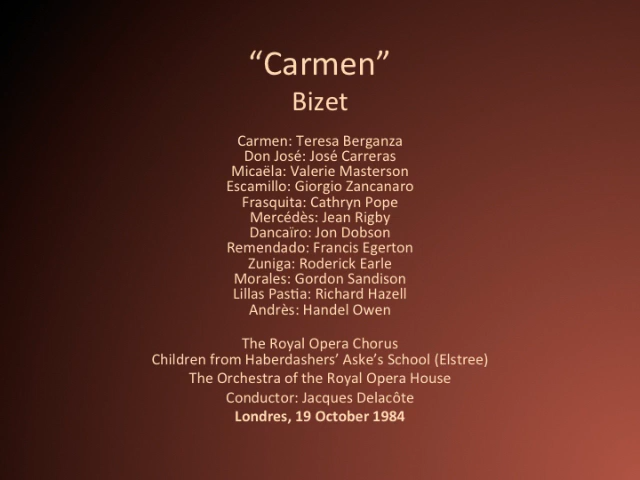 “Carmen”
Bizet
Carmen: Teresa Berganza
Don José: José Carreras
Micaëla: Valerie Masterson
Escamillo: Giorgio Zancanaro
Frasquita: Cathryn Pope
Mercédès: Jean Rigby
Dancaïro: Jon Dobson
Remendado: Francis Egerton
Zuniga: Roderick Earle
Morales: Gordon Sandison
Lillas Pastia: Richard Hazell
Andrès: Handel Owen
The Royal Opera Chorus
Children from Haberdashers’ Aske’s School (Elstree)
The Orchestra of the Royal Opera House
Conductor: Jacques Delacôte
Londres, 19 October 1984